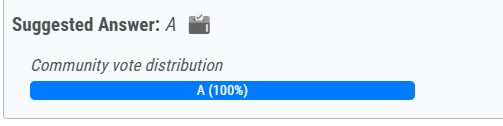 Suggested Answer: A
Community vote distribution
A (100%)